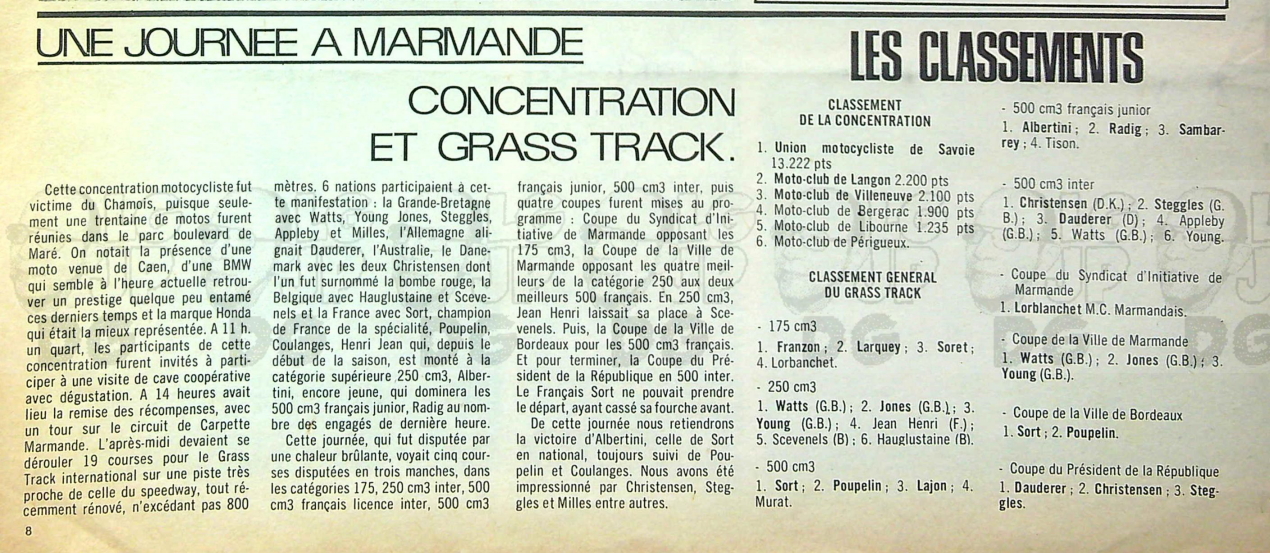 UNE JOURNEE A MARMANDE
CONCENTRATION
ET GRASS TRACK.
Cette concentration motocycliste fut
victime du Chamois, puisque seule-
ment une trentaine de motos furent
réunies dans le parc boulevard de
Maré. On notait la présence d'une
moto venue de Caen, d'une BMW
qui semble à l'heure actuelle retrou-
ver un prestige quelque peu entamé
ces derniers temps et la marque Honda
qui était la mieux représentée. A 11 h.
un quart, les participants de cette
concentration furent invités à parti-
ciper à une visite de cave coopérative
avec dégustation. A 14 heures avait
lieu la remise des récompenses, avec
un tour sur le circuit de Carpette
Marmande. L'après-midi devaient se
dérouler 19 courses pour le Grass
Track international sur une piste très
proche de celle du speedway, tout ré-
cemment rénové, n'excédant pas 800
mètres. 6 nations participaient à cet-
te manifestation : la Grande-Bretagne
avec Watts, Young Jones, Steggles,
Appleby et Milles, l'Allemagne ali-
gnait Dauderer, l'Australie, le Dane-
mark avec les deux Christensen dont
l'un fut surnommé la bombe rouge, la
Belgique avec Hauglustaine et Sceve-
nels et la France avec Sort, champion
de France de la spécialité, Poupelin,
Coulanges, Henri Jean qui, depuis le
début de la saison, est monté à la
catégorie supérieure 250 cm3, Alber-
tini, encore jeune, qui dominera les
500 cm3 français junior, Radig au nom-
bre des engagés de dernière heure.
Cette journée, qui fut disputée par
une chaleur brûlante, voyait cinq cour-
ses disputées en trois manches, dans
les catégories 175, 250 cm3 inter, 500
cm3 français licence inter, 500 cm3
français junior, 500 cm3 inter, puis
quatre coupes furent mises au pro-
gramme : Coupe du Syndicat d'Ini-
tiative de Marmande opposant les
175 cm3, la Coupe de la Ville de
Marmande opposant les quatre meil-
leurs de la catégorie 250 aux deux
meilleurs 500 français. En 250 cm3,
Jean Henri laissait sa place à Sce-
venels. Puis, la Coupe de la Ville de
Bordeaux pour les 500 cm3 français.
Et pour terminer, la Coupe du Pré-
sident de la République en 500 inter.
Le Français Sort ne pouvait prendre
le départ, ayant cassé sa fourche avant.
De cette journée nous retiendrons
la victoire d'Albertini, celle de Sort
en national, toujours suivi de Pou-
pelin et Coulanges. Nous avons été
impressionné par Christensen, Steg-
gles et Milles entre autres.
LES CLASSEMENTS
CLASSEMENT
DE LA CONCENTRATION
1. Union motocycliste de Savoie
13.222 pts
2. Moto-club de Langon 2.200 pts
3. Moto-club de Villeneuve 2.100 pts
4. Moto-club de Bergerac 1.900 pts
5. Moto-club de Libourne 1.235 pts
6. Moto-club de Périgueux.
CLASSEMENT GENERAL
DU GRASS TRACK
- 175 cm3
1. Franzon ; 2. Larquey ; 3. Soret ;
4. Lorbanchet.
- 250 cm3
1. Watts (G.B.) ; 2. Jones (G.B.) ; 3.
Young (G.B.) ; 4. Jean Henri (F.) ;
5. Scevenels (B) ; 6. Hauglustaine (B).
- 500 cm3
1. Sort ; 2. Poupelin ; 3. Lajon ; 4.
Murat.
- 500 cm3 français junior
1. Albertini ; 2. Radig ; 3. Sambar-
rey ; 4. Tison.
- 500 cm3 inter
1. Christensen (D.K.) ; 2. Steggles (G.
B.) ; 3. Dauderer (D) ; 4. Appleby
(G.B.) ; 5. Watts (G.B.) ; 6. Young.
- Coupe du Syndicat d'Initiative de
Marmande
1. Lorblanchet M.C. Marmandais.
- Coupe de la Ville de Marmande
1. Watts (G.B.) ; 2. Jones (G.B.) ; 3.
Young (G.B.).
- Coupe de la Ville de Bordeaux
1. Sort ; 2. Poupelin.
- Coupe du Président de la République
1. Dauderer ; 2. Christensen ; 3. Steg-
gles.
8